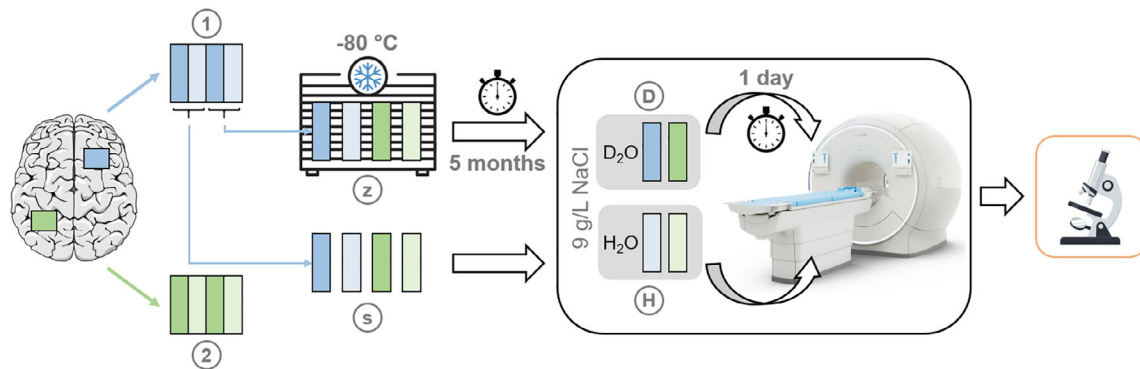 1
-80 °C
1 day
D
D₂O
5 months
z
9 g/L NaCl
H₂O
H
s
2